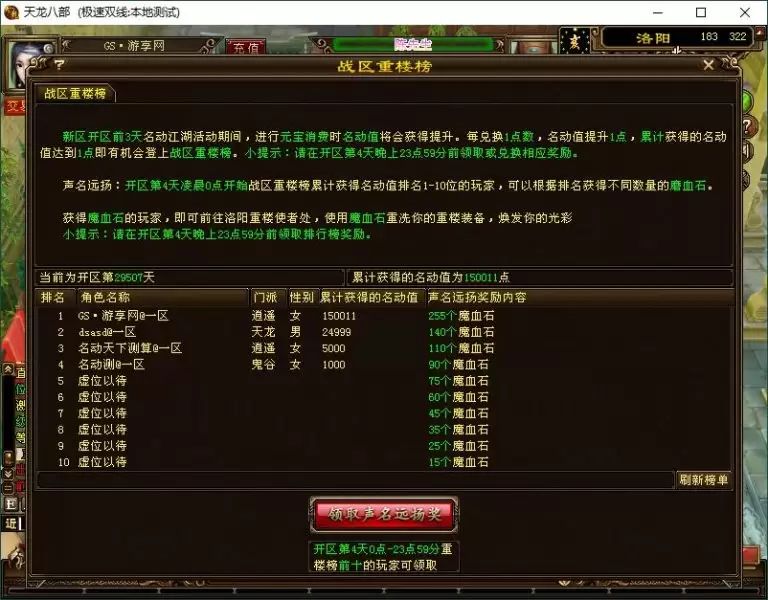 天龙八部 (极速双线:本地测试)
GS·游享网
充值
陈先生
洛阳
183 322
战区重楼榜
战区重楼榜
新区开区前3天名动江湖活动期间，进行元宝消费时名动值将会获得提升。每兑换1点数，名动值提升1点，累计获得的名动
值达到1点即有机会登上战区重楼榜。小提示：请在开区第4天晚上23点59分前领取或兑换相应奖励。
声名远扬：开区第4天凌晨0点开始战区重楼榜累计获得名动值排名1-10位的玩家，可以根据排名获得不同数量的磨血石。
获得魔血石的玩家，即可前往洛阳重楼使者处，使用魔血石重洗你的重楼装备，焕发你的光彩
小提示：请在开区第4天晚上23点59分前领取排行榜奖励。
当前为开区第29507天
累计获得的名动值为150011点
排名 角色名称 门派 性别 累计获得的名动值 声名远扬奖励内容
1 GS·游享网@一区 逍遥 女 150011 255个魔血石
2 dsasd@一区 天龙 男 24999 140个魔血石
3 名动天下测算@一区 逍遥 女 5000 110个魔血石
4 名动测@一区 鬼谷 女 1000 90个魔血石
5 虚位以待 75个魔血石
6 虚位以待 60个魔血石
7 虚位以待 45个魔血石
8 虚位以待 35个魔血石
9 虚位以待 25个魔血石
10 虚位以待 15个魔血石
刷新榜单
领取声名远扬奖
开区第4天0点-23点59分重
楼榜前十的玩家可领取
交易
近